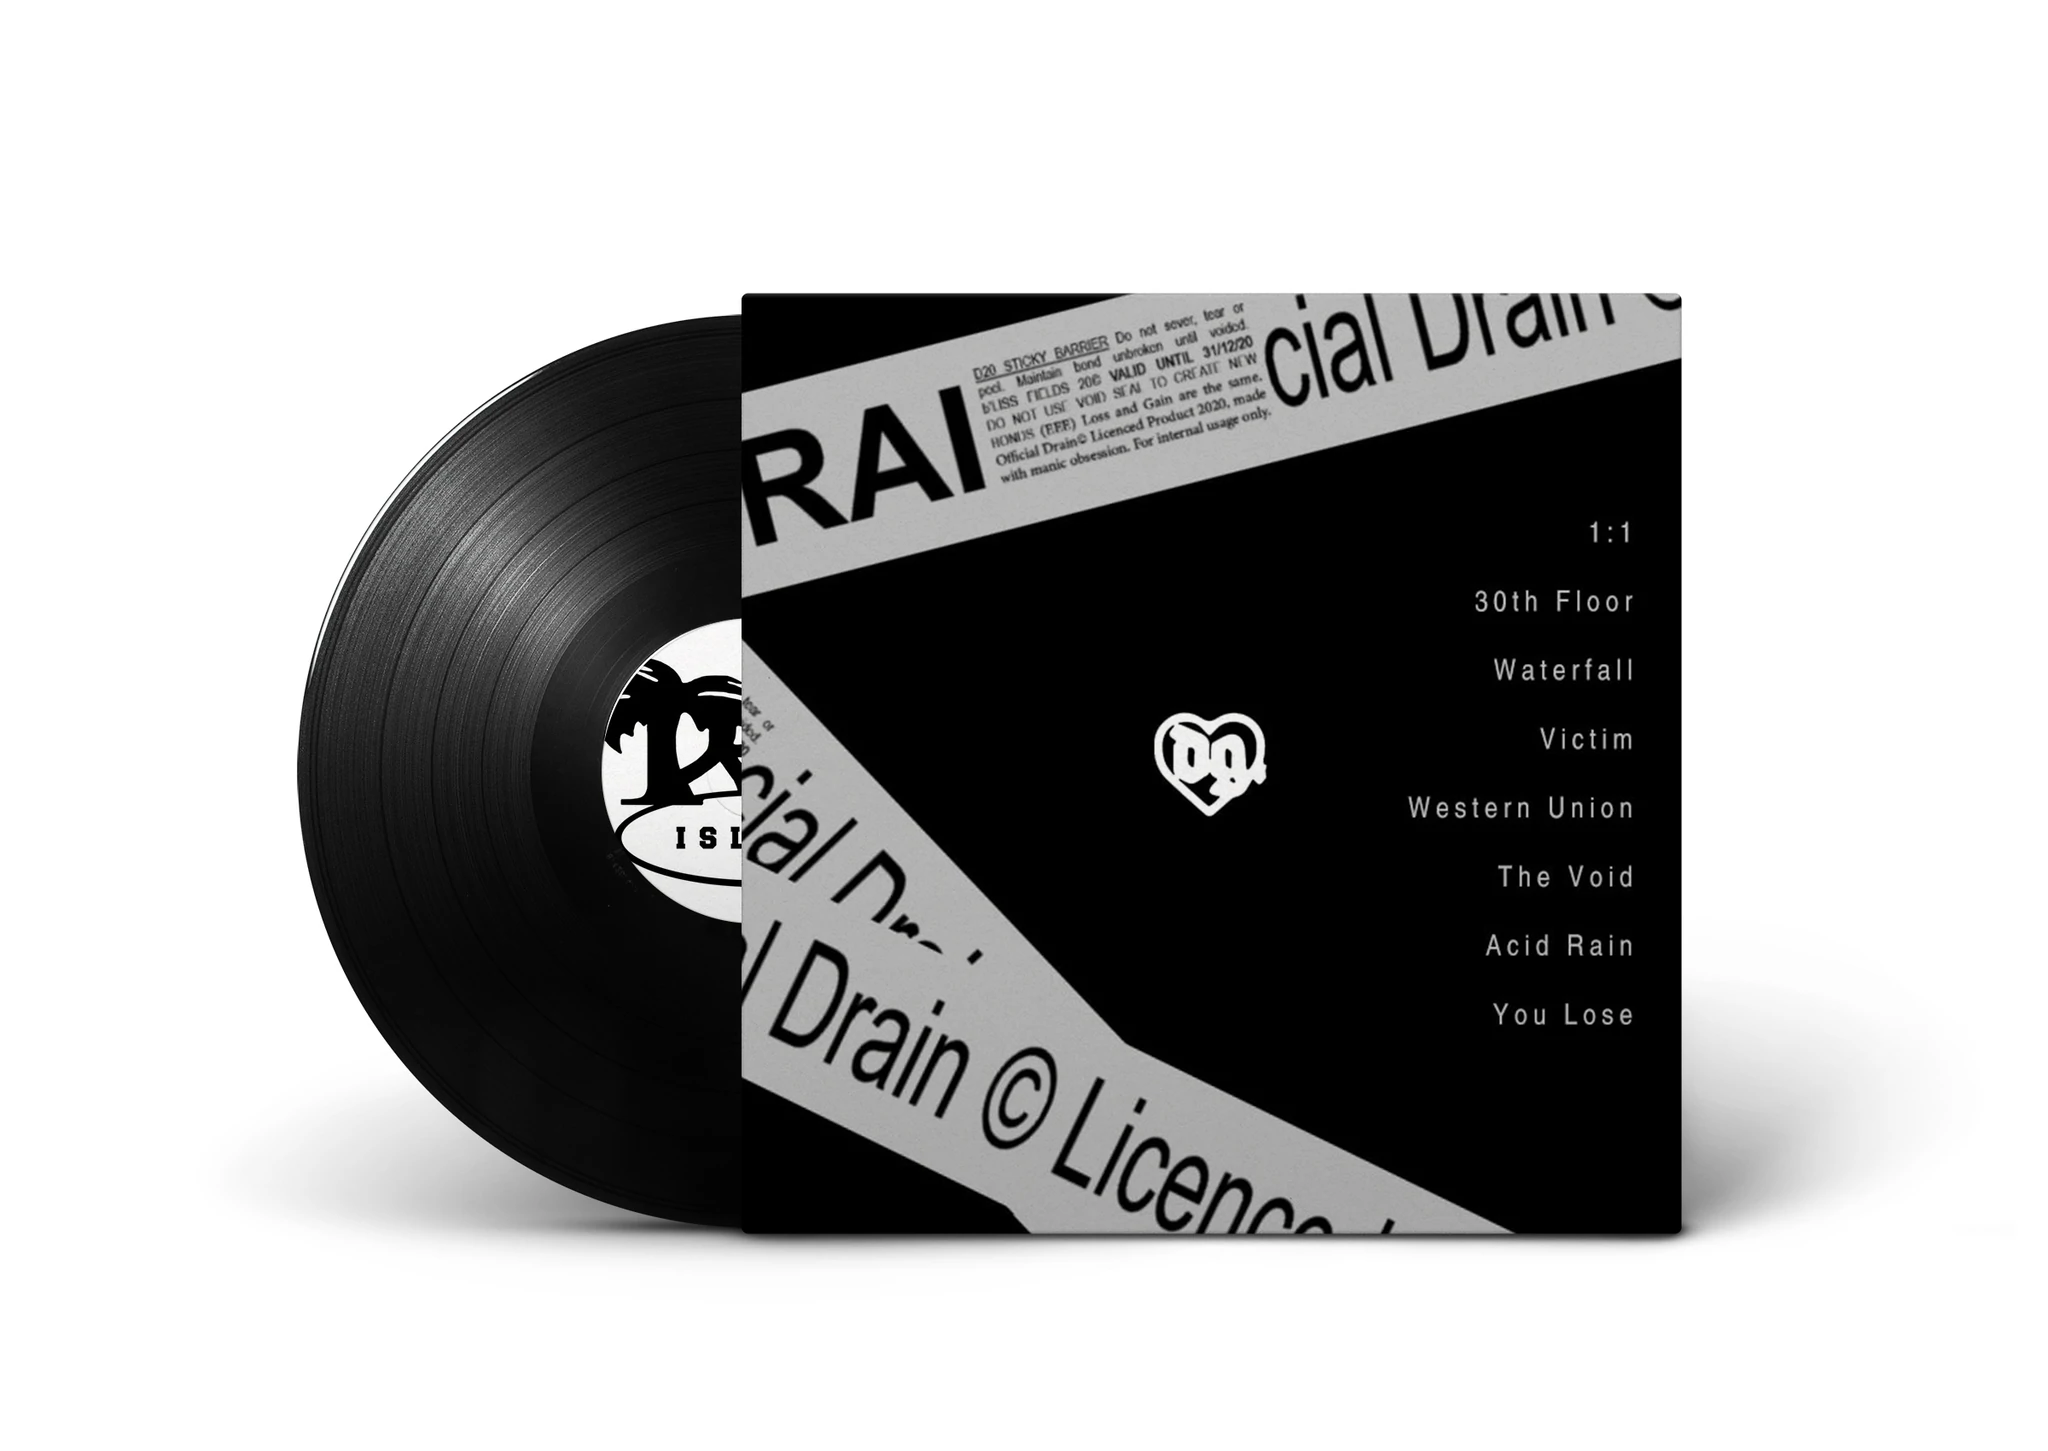 RAI
D20 STICKY BARRIER Do not sever, tear or
peel. Maintain bond unbroken until voided.
VALID UNTIL 31/12/20
DO NOT USE VOID SEAL TO CREATE NEW
Loss and Gain are the same.
Official Drain© Licenced Product 2020, made
with manic obsession. For internal usage only.
cial Drain ©
1:1
30th Floor
Waterfall
Victim
Western Union
The Void
Acid Rain
You Lose
ISL
tear or
cial Drai
l Drain © Licence